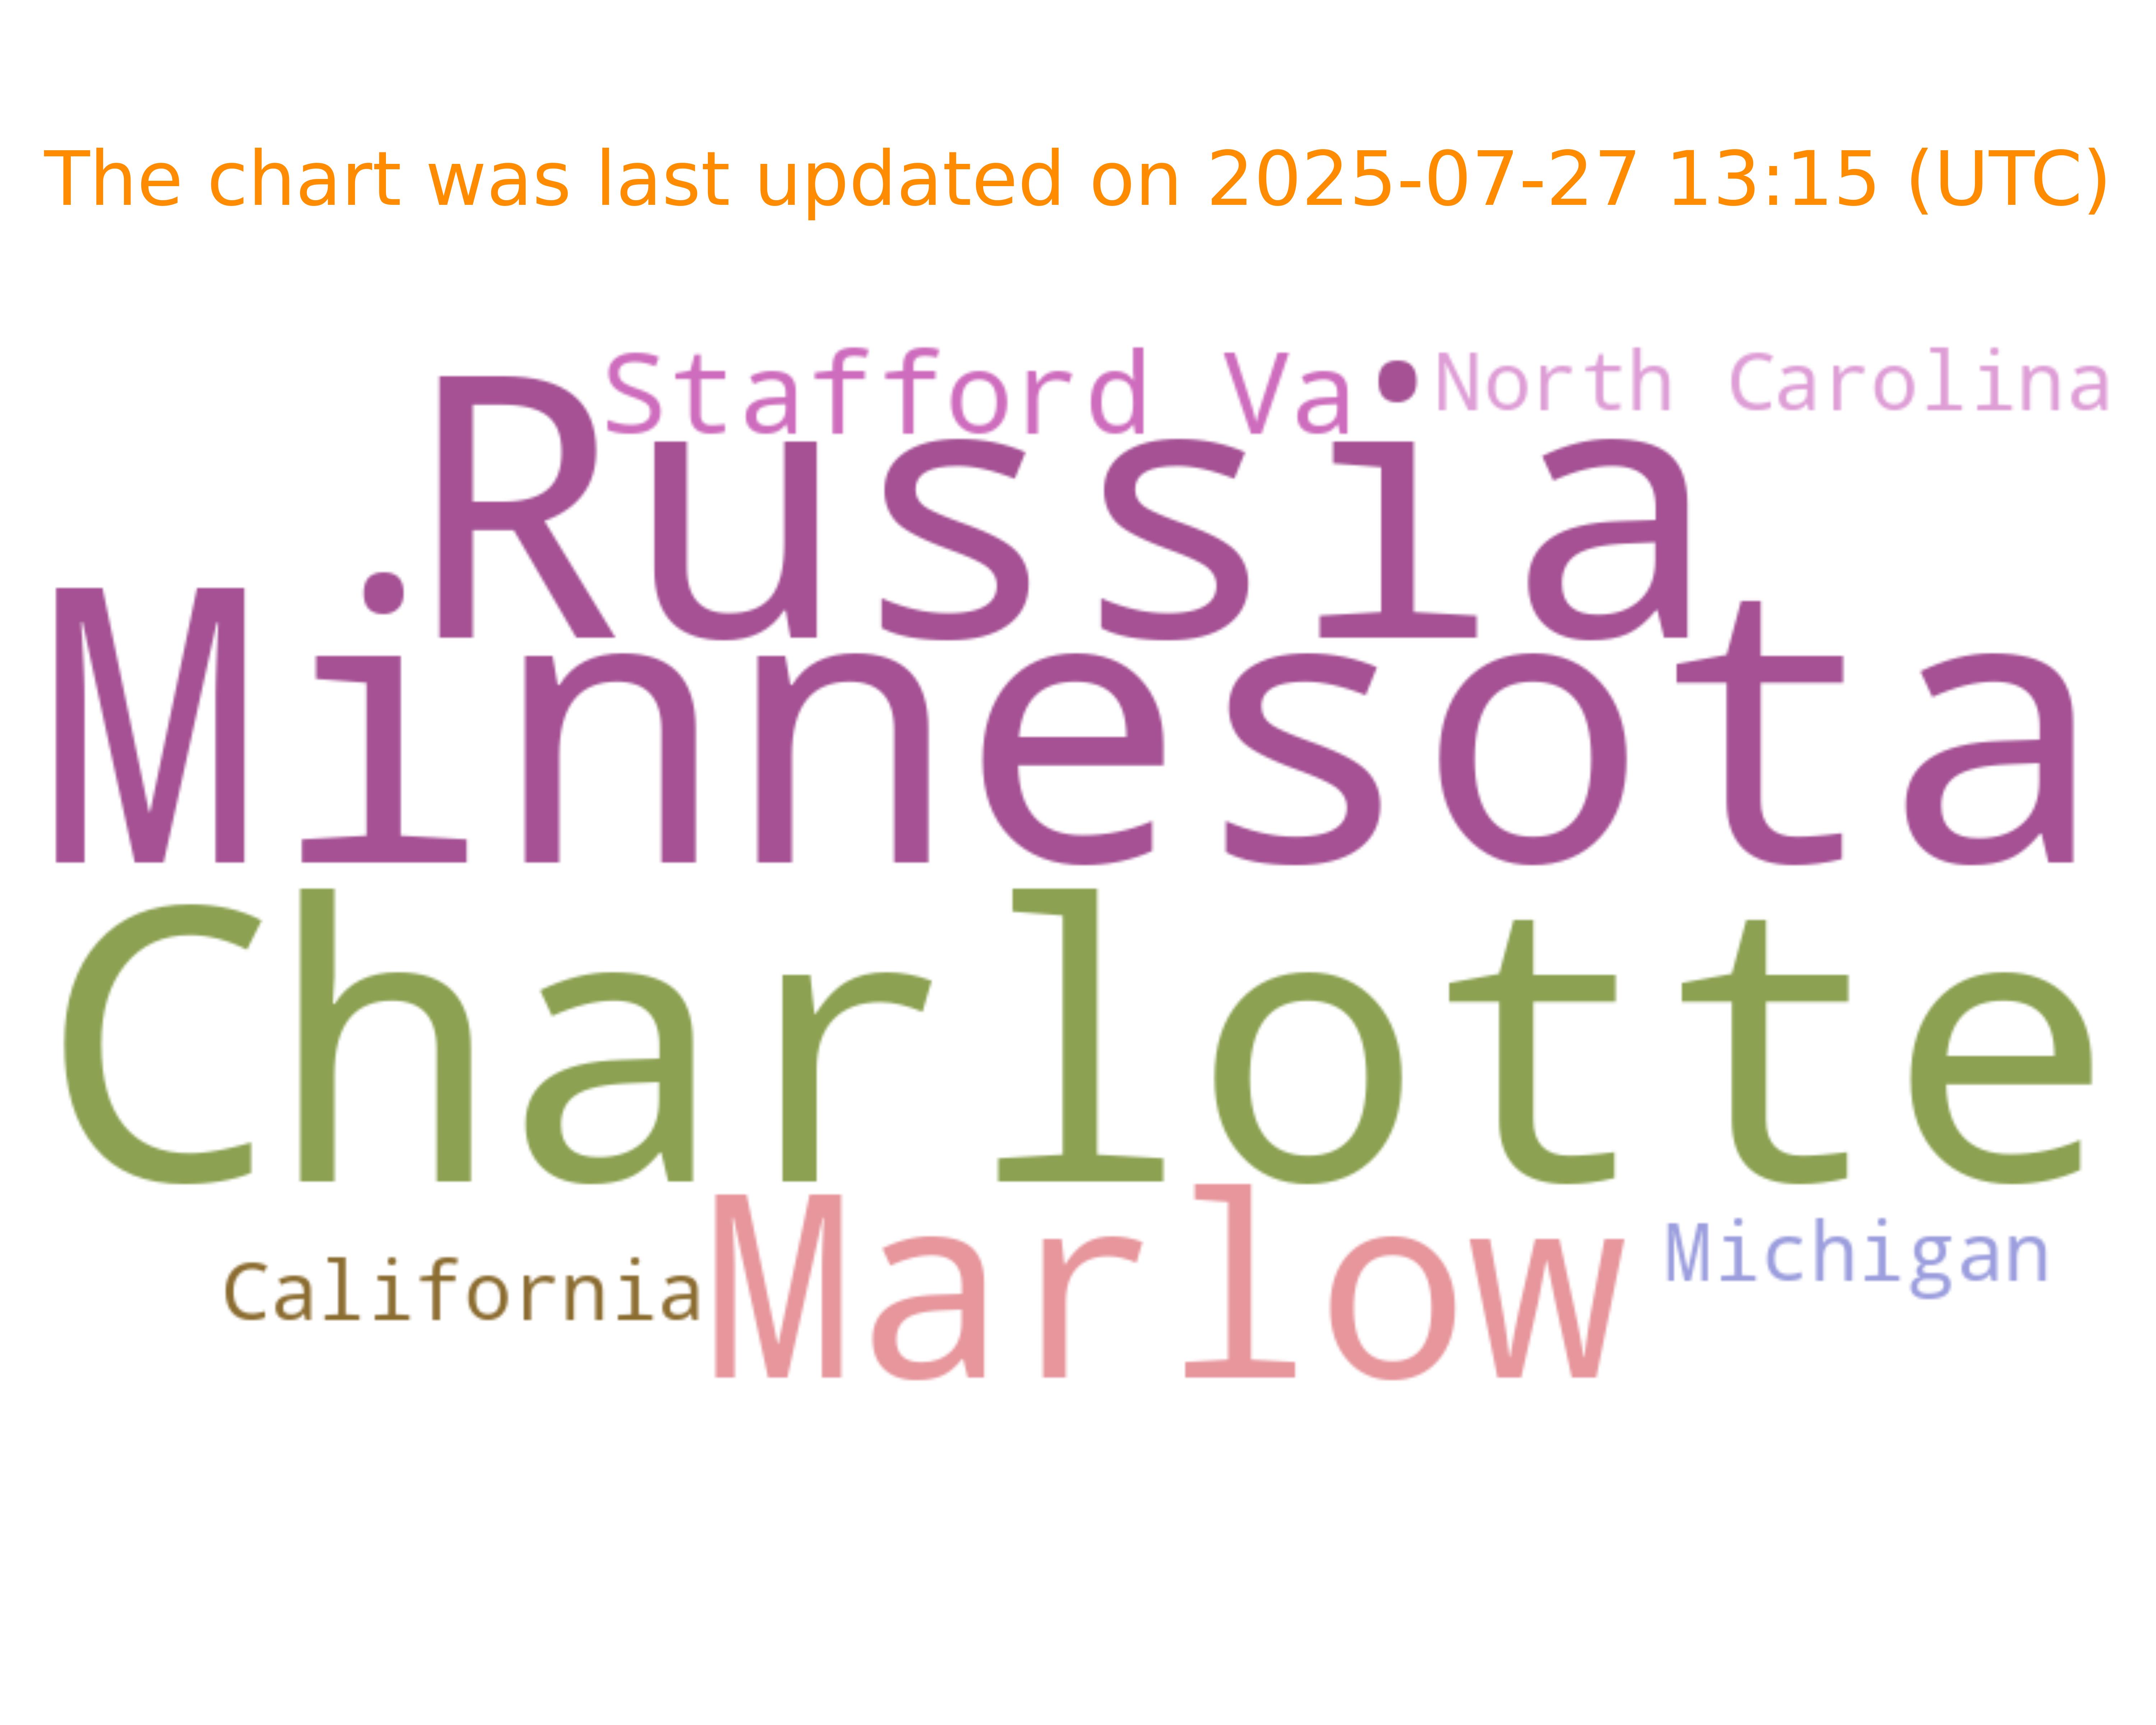 The chart was last updated on 2025-07-27 13:15 (UTC)
Stafford Va North Carolina
Russia
Minnesota
Charlotte
California Marlow Michigan